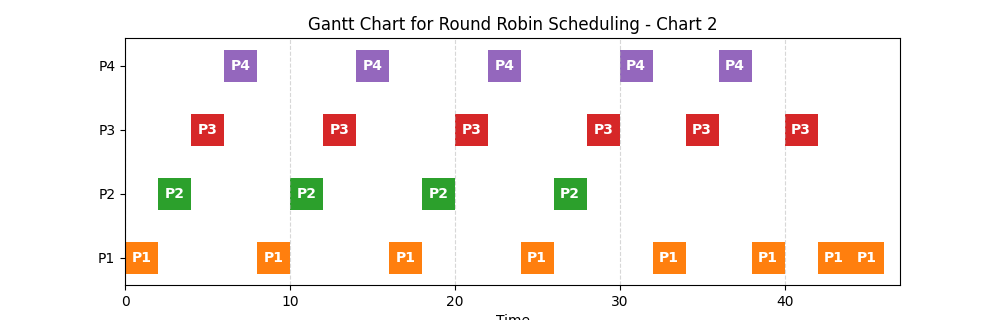 Gantt Chart for Round Robin Scheduling - Chart 2
P4 P4 P4 P4 P4 P4
P3 P3 P3 P3 P3 P3 P3
P2 P2 P2 P2 P2
P1 P1 P1 P1 P1 P1 P1 P1 P1
0 10 20 30 40
Time